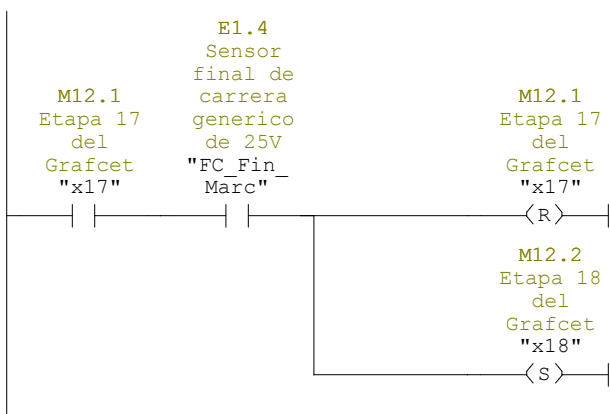 E1.4
Sensor
final de
carrera
generico
de 25V
"FC_Fin_
Marc"
M12.1
Etapa 17
del
Grafcet
"x17"
M12.1
Etapa 17
del
Grafcet
"x17"
R
M12.2
Etapa 18
del
Grafcet
"x18"
S